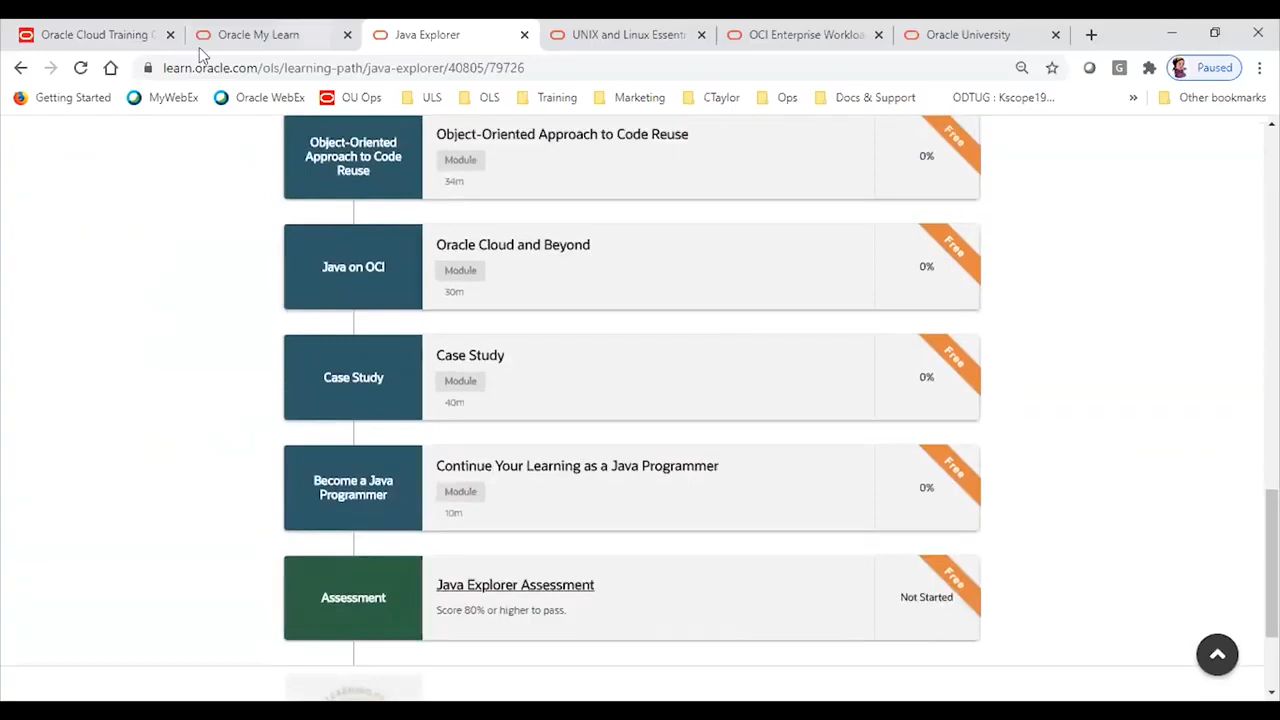 Oracle Cloud Training C
Oracle My Learn
Java Explorer
UNIX and Linux Essenti
OCI Enterprise Workloa
Oracle University
learn.oracle.com/ols/learning-path/java-explorer/40805/79726
G
Paused
Getting Started
MyWebEx
Oracle WebEx
OU Ops
ULS
OLS
Training
Marketing
CTaylor
Ops
Docs & Support
ODTUG : Kscope19...
»
Other bookmarks
Object-Oriented
Approach to Code
Reuse
Object-Oriented Approach to Code Reuse
Module
34m
0%
Free
Java on OCI
Oracle Cloud and Beyond
Module
30m
0%
Free
Case Study
Case Study
Module
40m
0%
Free
Become a Java
Programmer
Continue Your Learning as a Java Programmer
Module
10m
0%
Free
Assessment
Java Explorer Assessment
Score 80% or higher to pass.
Not Started
Free